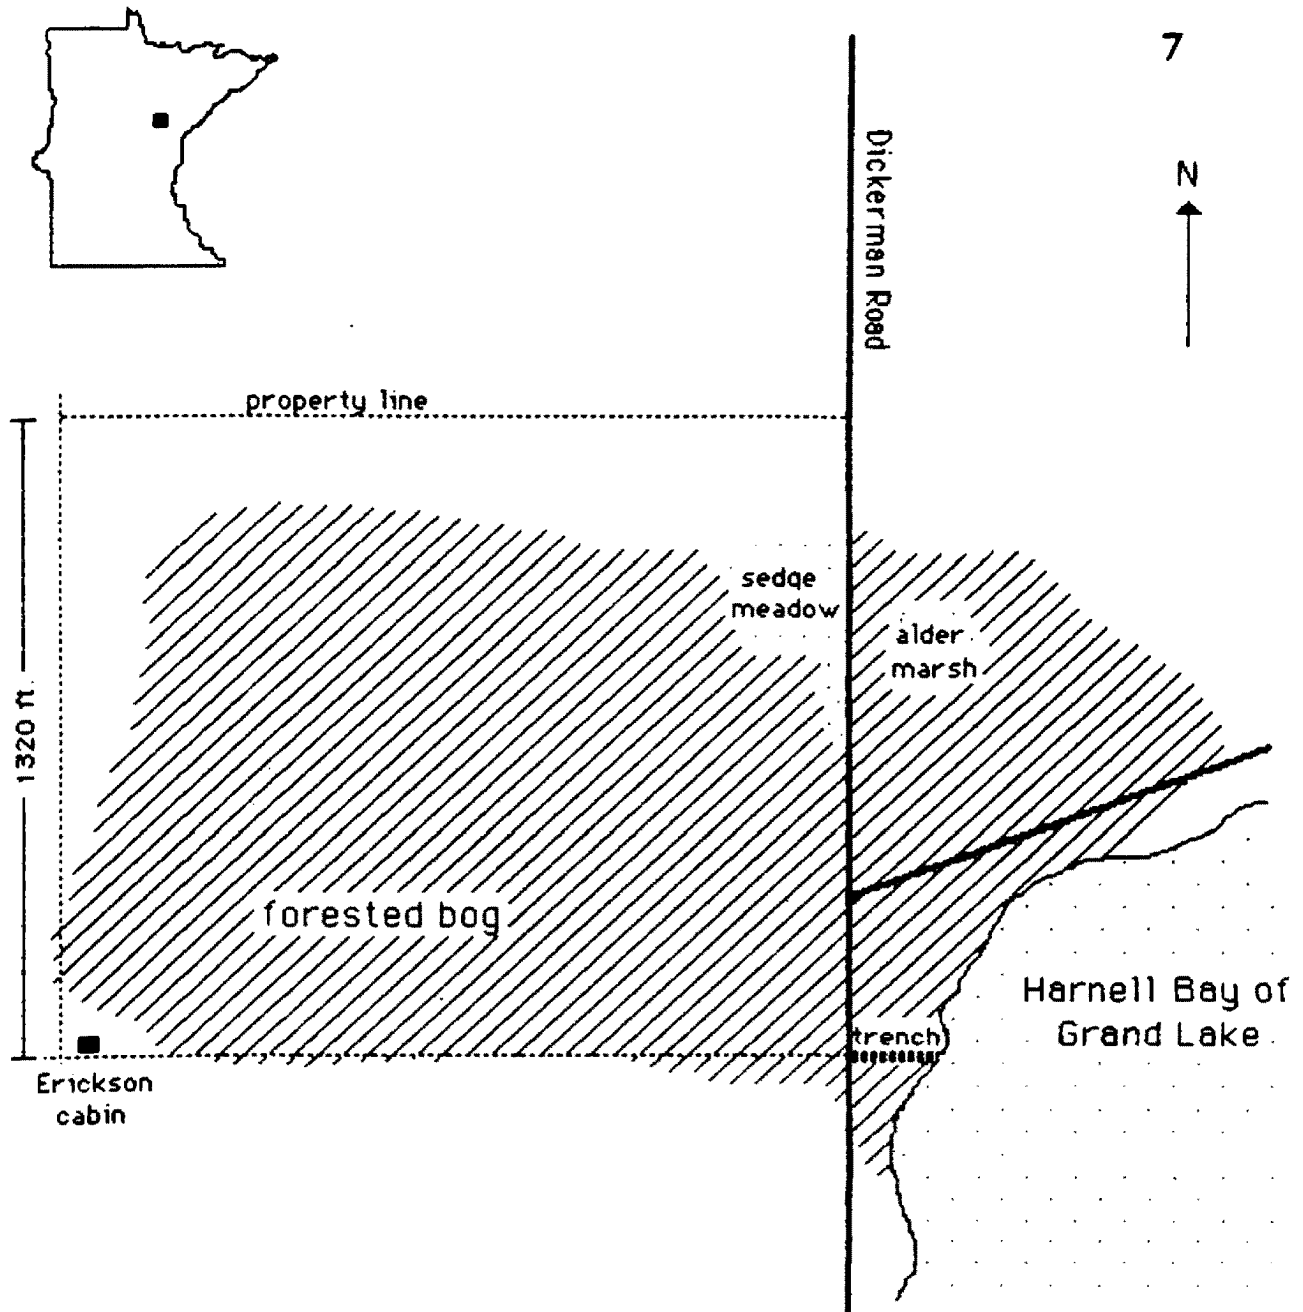 7
N
Dickerman Road
property line
sedge
meadow
alder
marsh
1320 ft.
forested bog
Harnell Bay of
Grand Lake
trench
Erickson
cabin